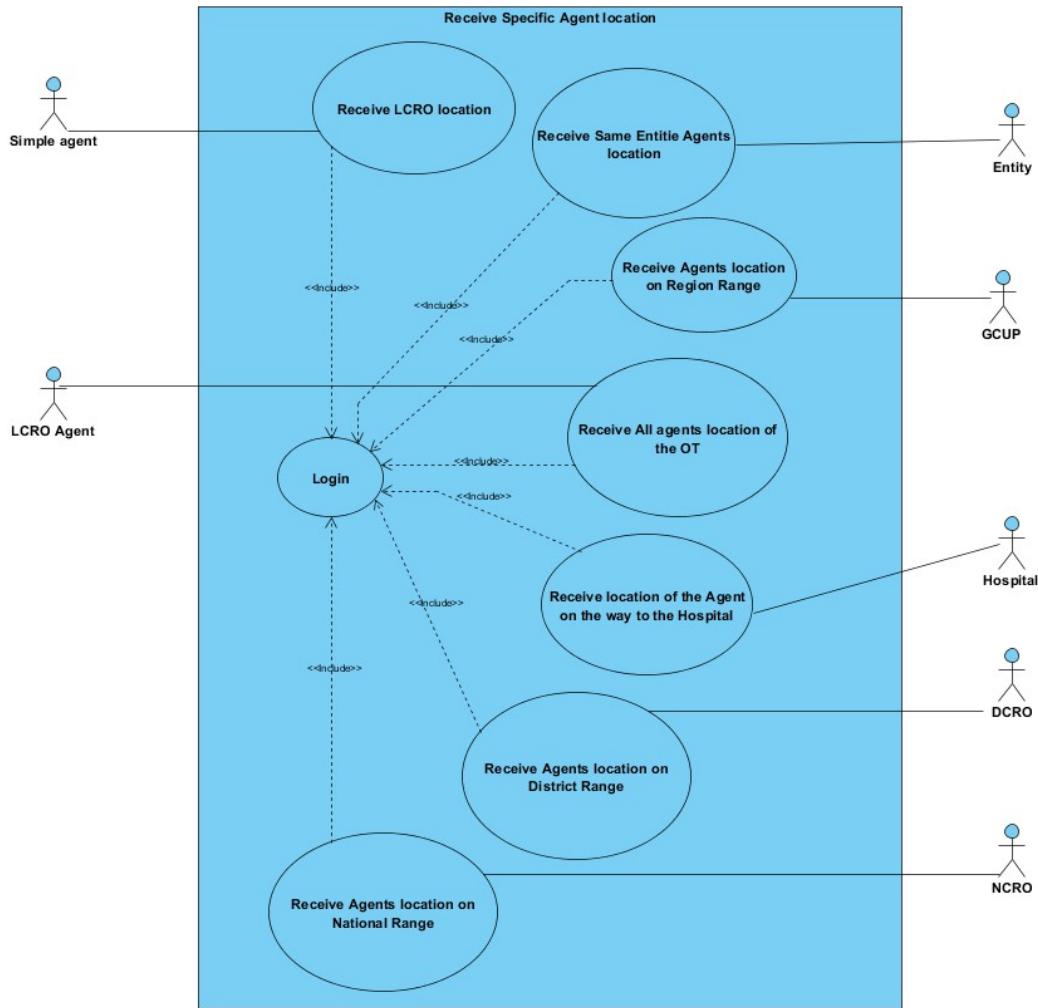 Receive Specific Agent location
Simple agent
Receive LCRO location
Receive Same Entitie Agents
location
Entity
Receive Agents location
on Region Range
GCUP
<<Include>>
<<Include>>
<<Include>>
LCRO Agent
Receive All agents location of
the OT
Login
<<Include>>
<<Include>>
Hospital
Receive location of the Agent
on the way to the Hospital
<<Include>>
<<Include>>
DCRO
Receive Agents location on
District Range
NCRO
Receive Agents location on
National Range